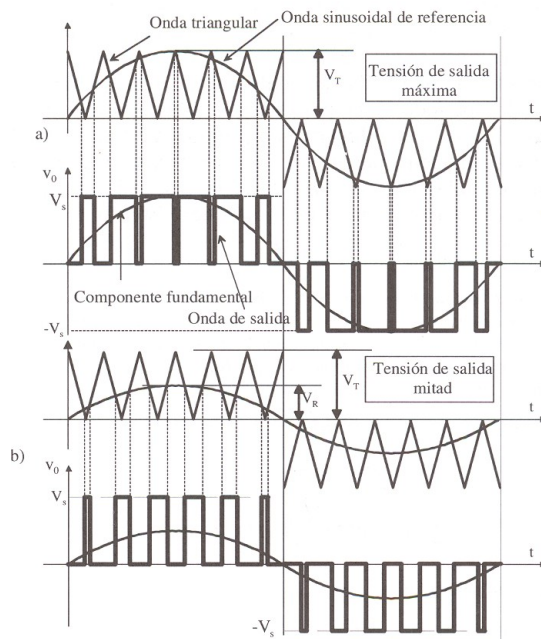 Onda triangular
Onda sinusoidal de referencia
V_T
Tensión de salida
máxima
t
a)
v_0
V_s
t
Componente fundamental
Onda de salida
-V_s
V_R
V_T
Tensión de salida
mitad
t
b)
v_0
V_s
t
-V_s